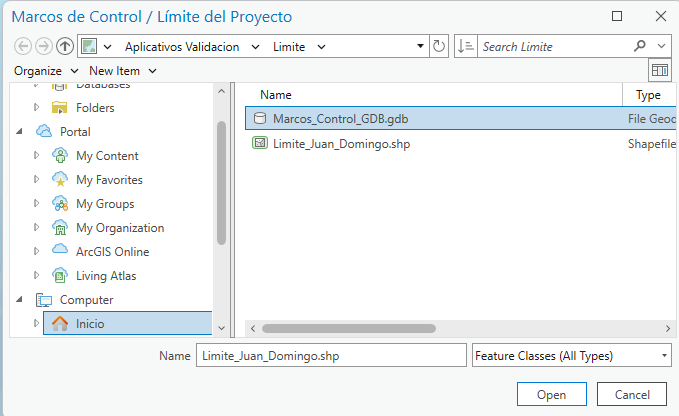 Marcos de Control / Límite del Proyecto
Aplicativos Validacion Limite Search Limite
Organize New Item
Databases
Folders
Portal
My Content
My Favorites
My Groups
My Organization
ArcGIS Online
Living Atlas
Computer
Inicio
Name Type
Marcos_Control_GDB.gdb File Geod
Limite_Juan_Domingo.shp Shapefile
Name Limite_Juan_Domingo.shp Feature Classes (All Types)
Open Cancel